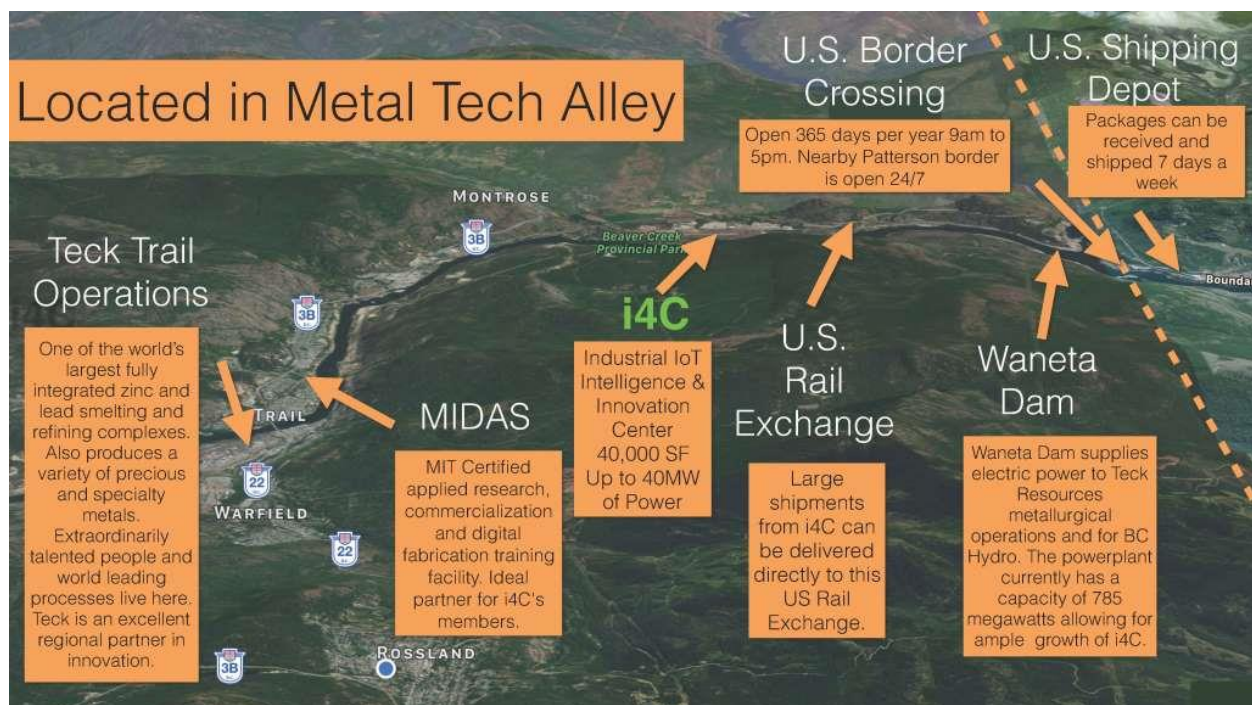 Located in Metal Tech Alley
U.S. Border
Crossing
Open 365 days per year 9am to
5pm. Nearby Patterson border
is open 24/7
U.S. Shipping
Depot
Packages can be
received and
shipped 7 days a
week
MONTROSE
3B
Beaver Creek
Provincial Park
Bounda
Teck Trail
Operations
One of the world's
largest fully
integrated zinc and
lead smelting and
refining complexes.
Also produces a
variety of precious
and specialty
metals.
Extraordinarily
talented people and
world leading
processes live here.
Teck is an excellent
regional partner in
innovation.
3B
TRAIL
22
WARFIELD
22
3B
ROSSLAND
MIDAS
MIT Certified
applied research,
commercialization
and digital
fabrication training
facility. Ideal
partner for i4C's
members.
i4C
Industrial IoT
Intelligence &
Innovation
Center
40,000 SF
Up to 40MW
of Power
U.S.
Rail
Exchange
Large
shipments
from i4C can
be delivered
directly to this
US Rail
Exchange.
Waneta
Dam
Waneta Dam supplies
electric power to Teck
Resources
metallurgical
operations and for BC
Hydro. The powerplant
currently has a
capacity of 785
megawatts allowing for
ample growth of i4C.